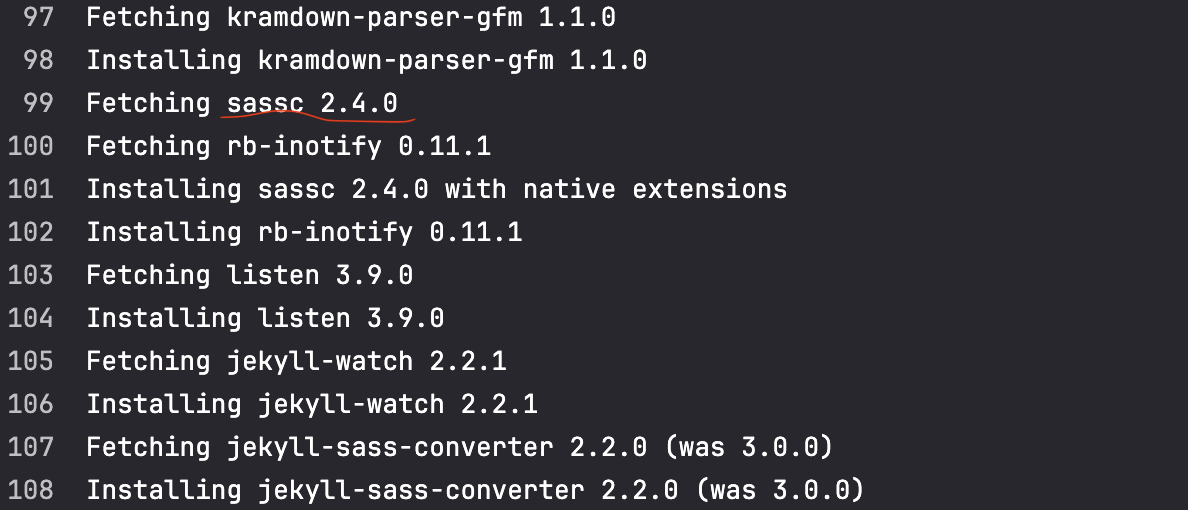 97 Fetching kramdown-parser-gfm 1.1.0
98 Installing kramdown-parser-gfm 1.1.0
99 Fetching sassc 2.4.0
100 Fetching rb-inotify 0.11.1
101 Installing sassc 2.4.0 with native extensions
102 Installing rb-inotify 0.11.1
103 Fetching listen 3.9.0
104 Installing listen 3.9.0
105 Fetching jekyll-watch 2.2.1
106 Installing jekyll-watch 2.2.1
107 Fetching jekyll-sass-converter 2.2.0 (was 3.0.0)
108 Installing jekyll-sass-converter 2.2.0 (was 3.0.0)